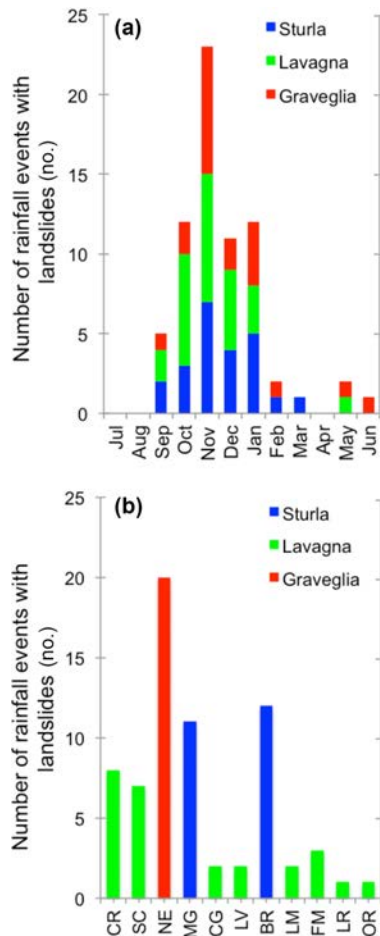 (a)
Sturla
Lavagna
Graveglia
Number of rainfall events with
landslides (no.)
25
20
15
10
5
0
Jul
Aug
Sep
Oct
Nov
Dec
Jan
Feb
Mar
Apr
May
Jun
(b)
Sturla
Lavagna
Graveglia
Number of rainfall events with
landslides (no.)
25
20
15
10
5
0
CR
SC
NE
MG
CG
LV
BR
LM
FM
LR
OR